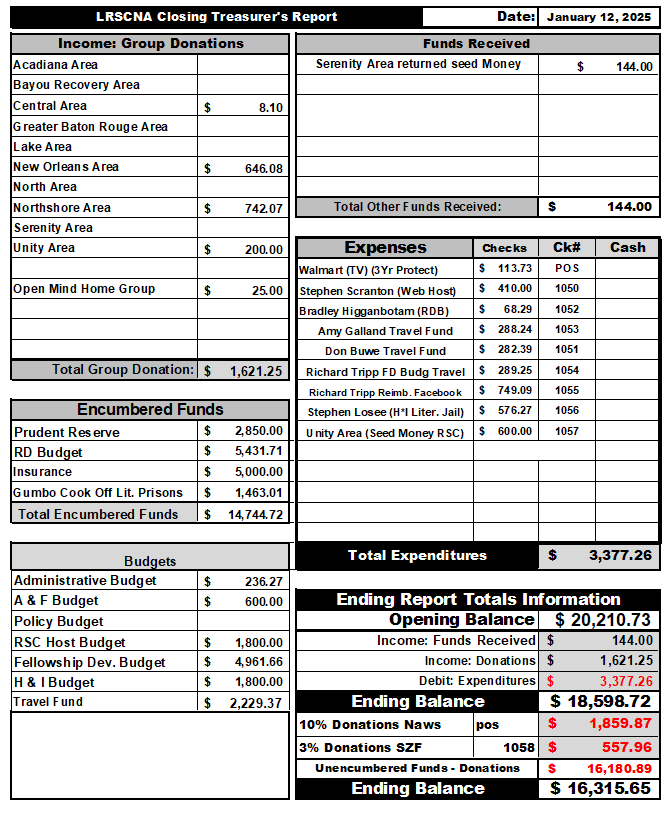 LRSCNA Closing Treasurer's Report Date: January 12, 2025
Income: Group Donations
Acadiana Area
Bayou Recovery Area
Central Area $ 8.10
Greater Baton Rouge Area
Lake Area
New Orleans Area $ 646.08
North Area
Northshore Area $ 742.07
Serenity Area
Unity Area $ 200.00
Open Mind Home Group $ 25.00
Total Group Donation: $ 1,621.25
Encumbered Funds
Prudent Reserve $ 2,850.00
RD Budget $ 5,431.71
Insurance $ 5,000.00
Gumbo Cook Off Lit. Prisons $ 1,463.01
Total Encumbered Funds $ 14,744.72
Budgets
Administrative Budget $ 236.27
A & F Budget $ 600.00
Policy Budget
RSC Host Budget $ 1,800.00
Fellowship Dev. Budget $ 4,961.66
H & I Budget $ 1,800.00
Travel Fund $ 2,229.37
Funds Received
Serenity Area returned seed Money $ 144.00
Total Other Funds Received: $ 144.00
Expenses Checks Ck# Cash
Walmart (TV) (3Yr Protect) $ 113.73 POS
Stephen Scranton (Web Host) $ 410.00 1050
Bradley Higganbotam (RDB) $ 68.29 1052
Amy Galland Travel Fund $ 288.24 1053
Don Buwe Travel Fund $ 282.39 1051
Richard Tripp FD Budg Travel $ 289.25 1054
Richard Tripp Reimb. Facebook $ 749.09 1055
Stephen Losee (H*I Liter. Jail) $ 576.27 1056
Unity Area (Seed Money RSC) $ 600.00 1057
Total Expenditures $ 3,377.26
Ending Report Totals Information
Opening Balance $ 20,210.73
Income: Funds Received $ 144.00
Income: Donations $ 1,621.25
Debit: Expenditures $ 3,377.26
Ending Balance $ 18,598.72
10% Donations Naws pos $ 1,859.87
3% Donations SZF 1058 $ 557.96
Unencumbered Funds - Donations $ 16,180.89
Ending Balance $ 16,315.65